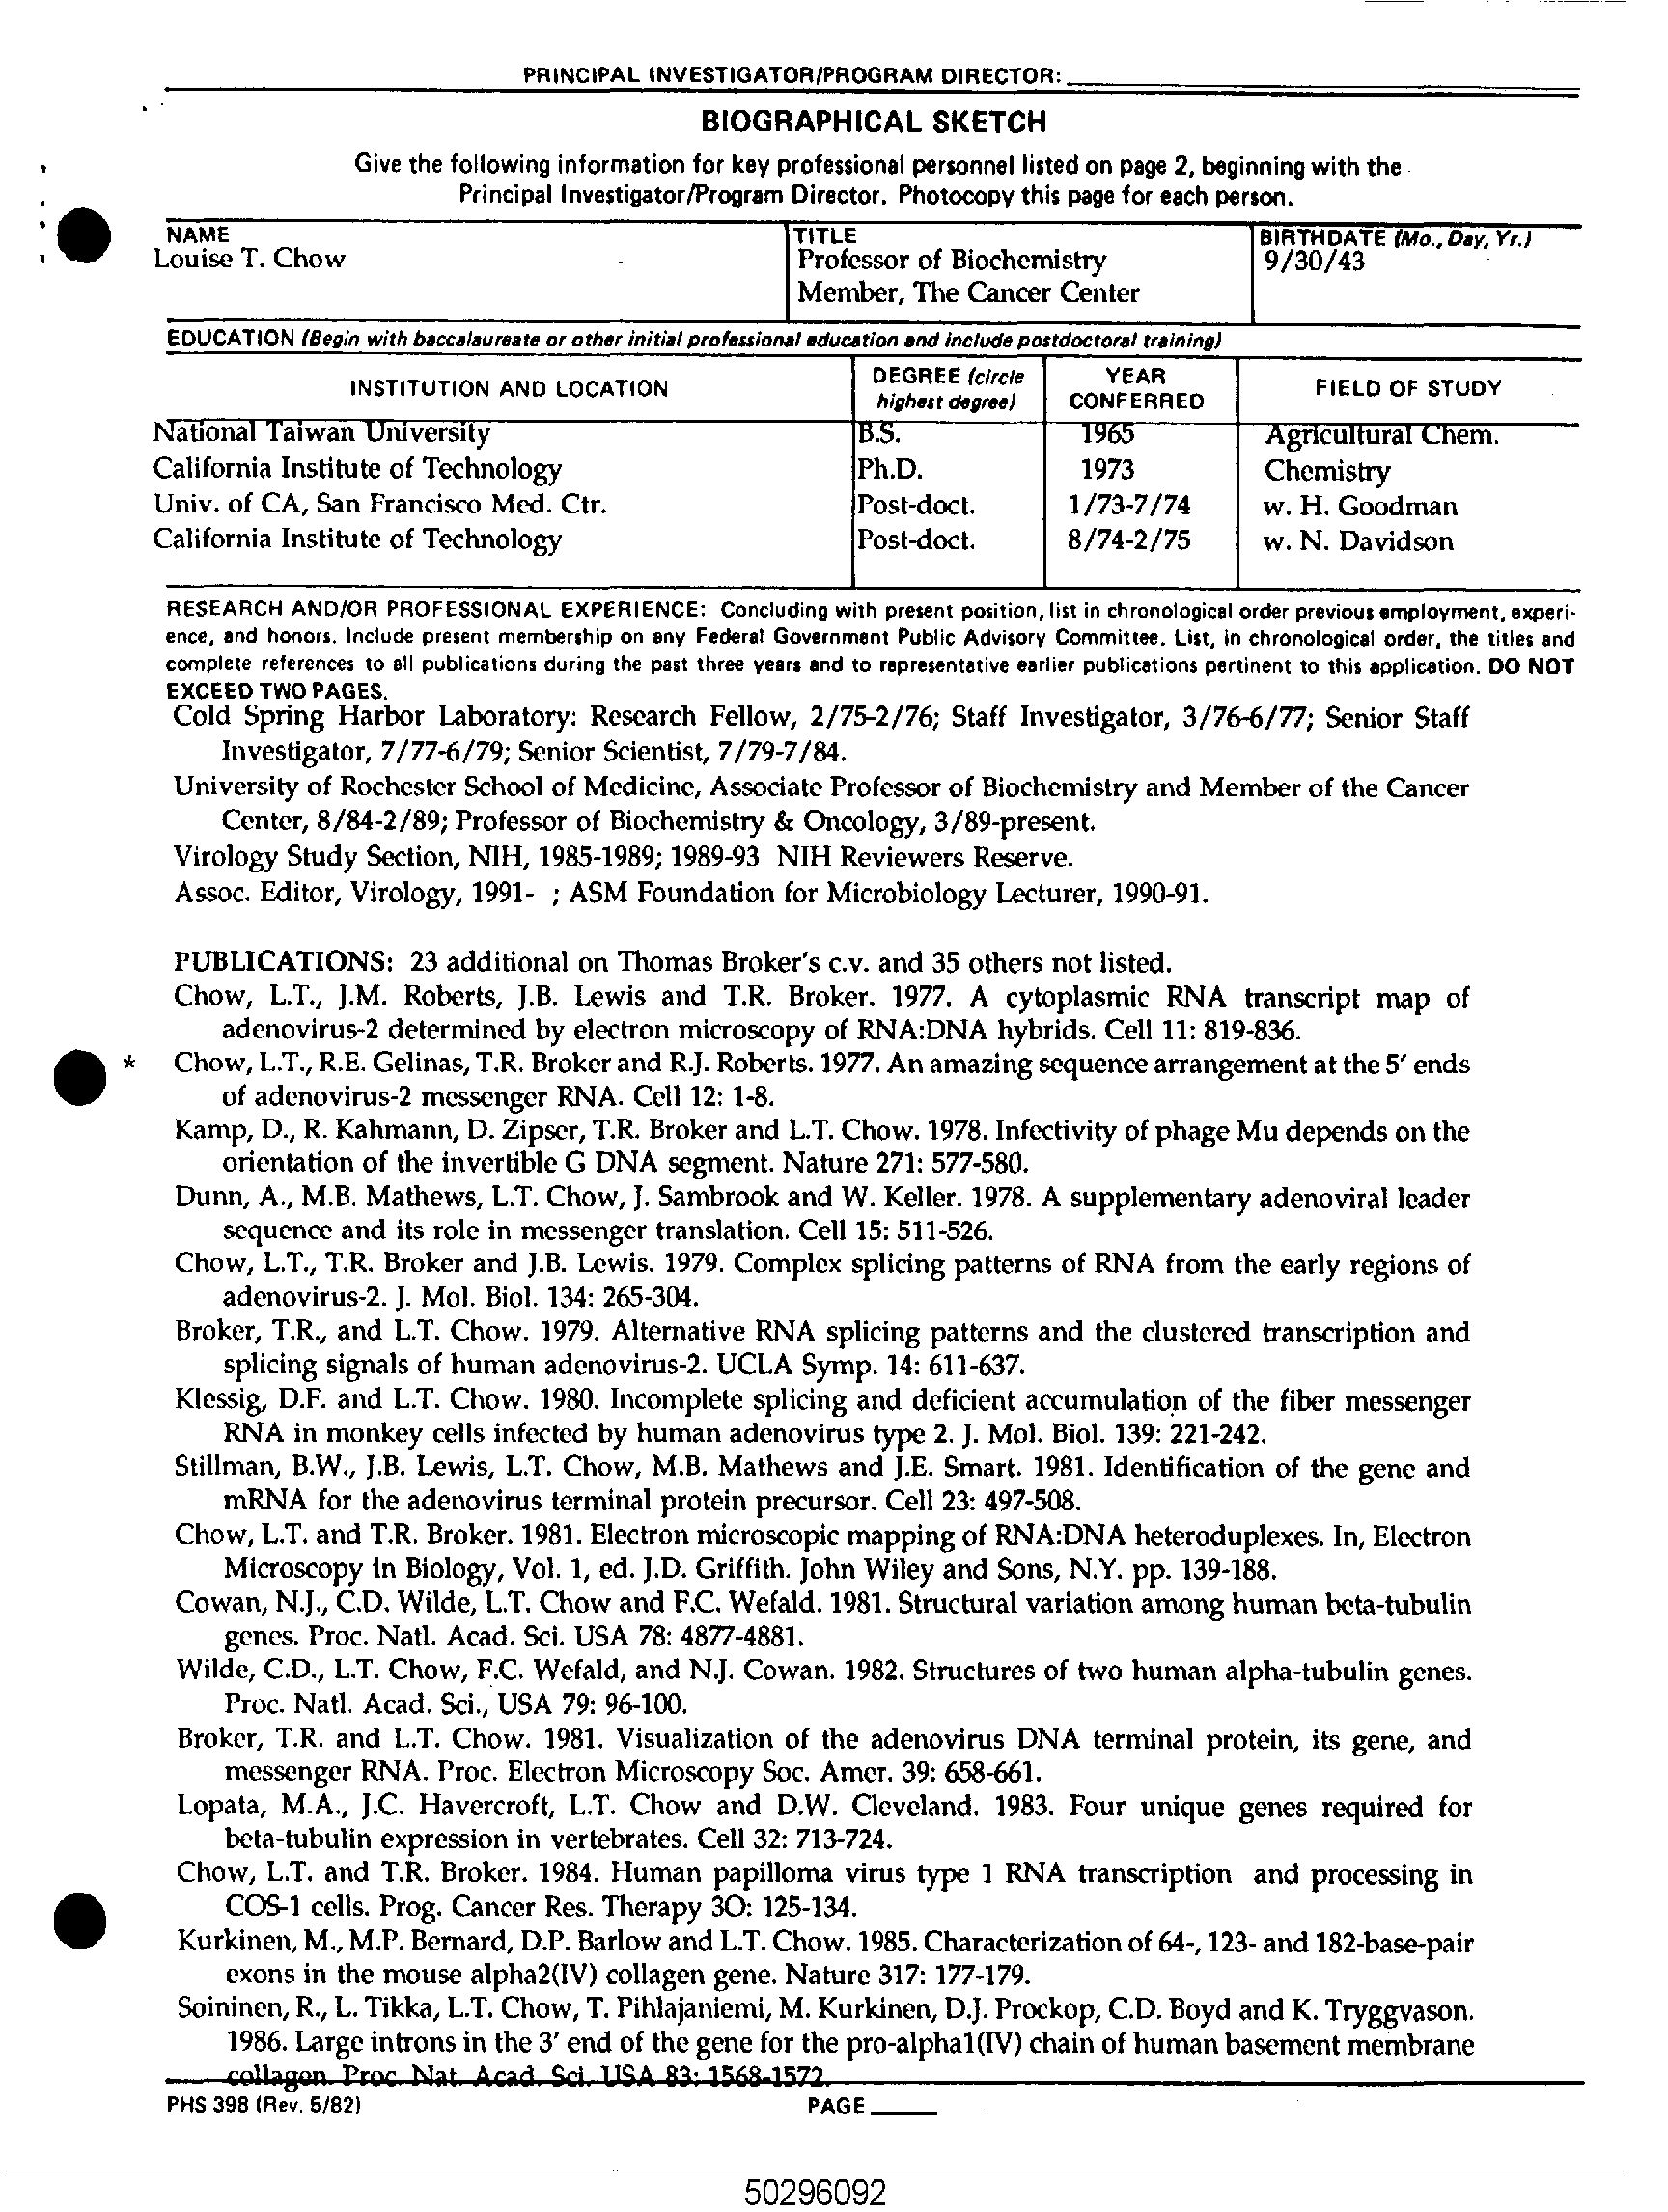 PRINCIPAL INVESTIGATOR/PROGRAM DIRECTOR:
BIOGRAPHICAL SKETCH
Give the following information for key professional personnel listed on page 2, beginning with the
Principal Investigator/Program Director. Photocopy this page for each person.
NAME
Louise T. Chow
TITLE
Professor of Biochemistry
Member, The Cancer Center
BIRTHDATE (Mo., Day, Yr.)
9/30/43
EDUCATION (Begin with baccalaureate or other initial professional education and include postdoctoral training)
INSTITUTION AND LOCATION DEGREE (circle highest degree) YEAR CONFERRED FIELD OF STUDY
National Taiwan University B.S. 1965 Agricultural Chem.
California Institute of Technology Ph.D. 1973 Chemistry
Univ. of CA, San Francisco Med. Ctr. Post-doct. 1/73-7/74 w. H. Goodman
California Institute of Technology Post-doct. 8/74-2/75 w. N. Davidson
RESEARCH AND/OR PROFESSIONAL EXPERIENCE: Concluding with present position, list in chronological order previous employment, experi-
ence, and honors. Include present membership on any Federal Government Public Advisory Committee. List, in chronological order, the titles and
complete references to all publications during the past three years and to representative earlier publications pertinent to this application. DO NOT
EXCEED TWO PAGES.
Cold Spring Harbor Laboratory: Research Fellow, 2/75-2/76; Staff Investigator, 3/76-6/77; Senior Staff
Investigator, 7/77-6/79; Senior Scientist, 7/79-7/84.
University of Rochester School of Medicine, Associate Professor of Biochemistry and Member of the Cancer
Center, 8/84-2/89; Professor of Biochemistry & Oncology, 3/89-present.
Virology Study Section, NIH, 1985-1989; 1989-93 NIH Reviewers Reserve.
Assoc. Editor, Virology, 1991- ; ASM Foundation for Microbiology Lecturer, 1990-91.
PUBLICATIONS: 23 additional on Thomas Broker's c.v. and 35 others not listed.
Chow, L.T., J.M. Roberts, J.B. Lewis and T.R. Broker. 1977. A cytoplasmic RNA transcript map of
adenovirus-2 determined by electron microscopy of RNA:DNA hybrids. Cell 11: 819-836.
* Chow, L.T., R.E. Gelinas, T.R. Broker and R.J. Roberts. 1977. An amazing sequence arrangement at the 5′ ends
of adenovirus-2 messenger RNA. Cell 12: 1-8.
Kamp, D., R. Kahmann, D. Zipser, T.R. Broker and L.T. Chow. 1978. Infectivity of phage Mu depends on the
orientation of the invertible G DNA segment. Nature 271: 577-580.
Dunn, A., M.B. Mathews, L.T. Chow, J. Sambrook and W. Keller. 1978. A supplementary adenoviral leader
sequence and its role in messenger translation. Cell 15: 511-526.
Chow, L.T., T.R. Broker and J.B. Lewis. 1979. Complex splicing patterns of RNA from the early regions of
adenovirus-2. J. Mol. Biol. 134: 265-304.
Broker, T.R., and L.T. Chow. 1979. Alternative RNA splicing patterns and the clustered transcription and
splicing signals of human adenovirus-2. UCLA Symp. 14: 611-637.
Klessig, D.F. and L.T. Chow. 1980. Incomplete splicing and deficient accumulation of the fiber messenger
RNA in monkey cells infected by human adenovirus type 2. J. Mol. Biol. 139: 221-242.
Stillman, B.W., J.B. Lewis, L.T. Chow, M.B. Mathews and J.E. Smart. 1981. Identification of the gene and
mRNA for the adenovirus terminal protein precursor. Cell 23: 497-508.
Chow, L.T. and T.R. Broker. 1981. Electron microscopic mapping of RNA:DNA heteroduplexes. In, Electron
Microscopy in Biology, Vol. 1, ed. J.D. Griffith. John Wiley and Sons, N.Y. pp. 139-188.
Cowan, N.J., C.D. Wilde, L.T. Chow and F.C. Wefald. 1981. Structural variation among human beta-tubulin
genes. Proc. Natl. Acad. Sci. USA 78: 4877-4881.
Wilde, C.D., L.T. Chow, F.C. Wefald, and N.J. Cowan. 1982. Structures of two human alpha-tubulin genes.
Proc. Natl. Acad. Sci., USA 79: 96-100.
Broker, T.R. and L.T. Chow. 1981. Visualization of the adenovirus DNA terminal protein, its gene, and
messenger RNA. Proc. Electron Microscopy Soc. Amer. 39: 658-661.
Lopata, M.A., J.C. Havercroft, L.T. Chow and D.W. Cleveland. 1983. Four unique genes required for
beta-tubulin expression in vertebrates. Cell 32: 713-724.
Chow, L.T. and T.R. Broker. 1984. Human papilloma virus type 1 RNA transcription and processing in
COS-1 cells. Prog. Cancer Res. Therapy 3O: 125-134.
Kurkinen, M., M.P. Bernard, D.P. Barlow and L.T. Chow. 1985. Characterization of 64-, 123- and 182-base-pair
exons in the mouse alpha2(IV) collagen gene. Nature 317: 177-179.
Soininen, R., L. Tikka, L.T. Chow, T. Pihlajaniemi, M. Kurkinen, D.J. Prockop, C.D. Boyd and K. Tryggvason.
1986. Large introns in the 3′ end of the gene for the pro-alpha1(IV) chain of human basement membrane
collagen. Proc. Nat. Acad. Sci. USA 83: 1568-1572.
PHS 398 (Rev. 5/82) PAGE
50296092